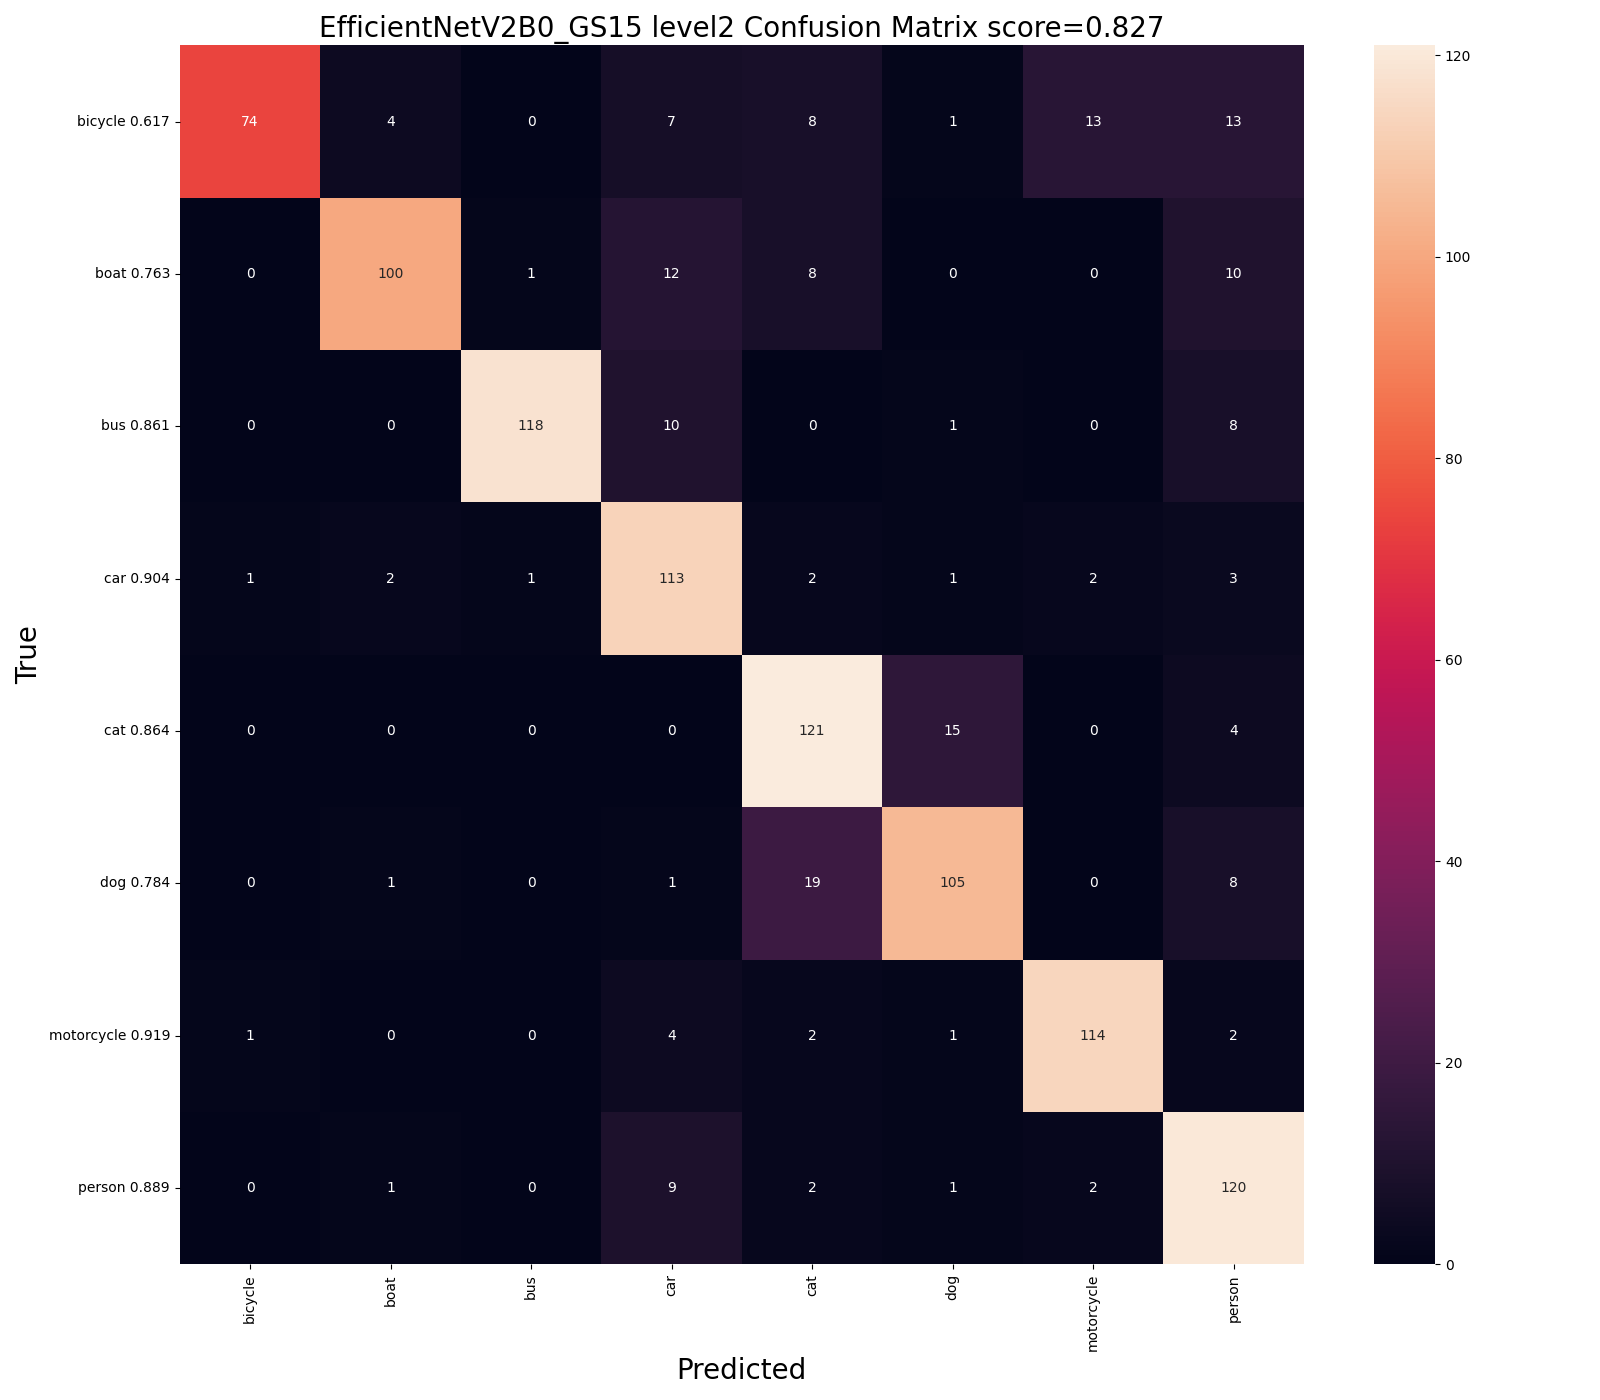 EfficientNetV2B0_GS15 level2 Confusion Matrix score=0.827
bicycle 0.617 74 4 0 7 8 1 13 13
boat 0.763 0 100 1 12 8 0 0 10
bus 0.861 0 0 118 10 0 1 0 8
car 0.904 1 2 1 113 2 1 2 3
cat 0.864 0 0 0 0 121 15 0 4
dog 0.784 0 1 0 1 19 105 0 8
motorcycle 0.919 1 0 0 4 2 1 114 2
person 0.889 0 1 0 9 2 1 2 120
True
bicycle boat bus car cat dog motorcycle person
Predicted
120
100
80
60
40
20
0